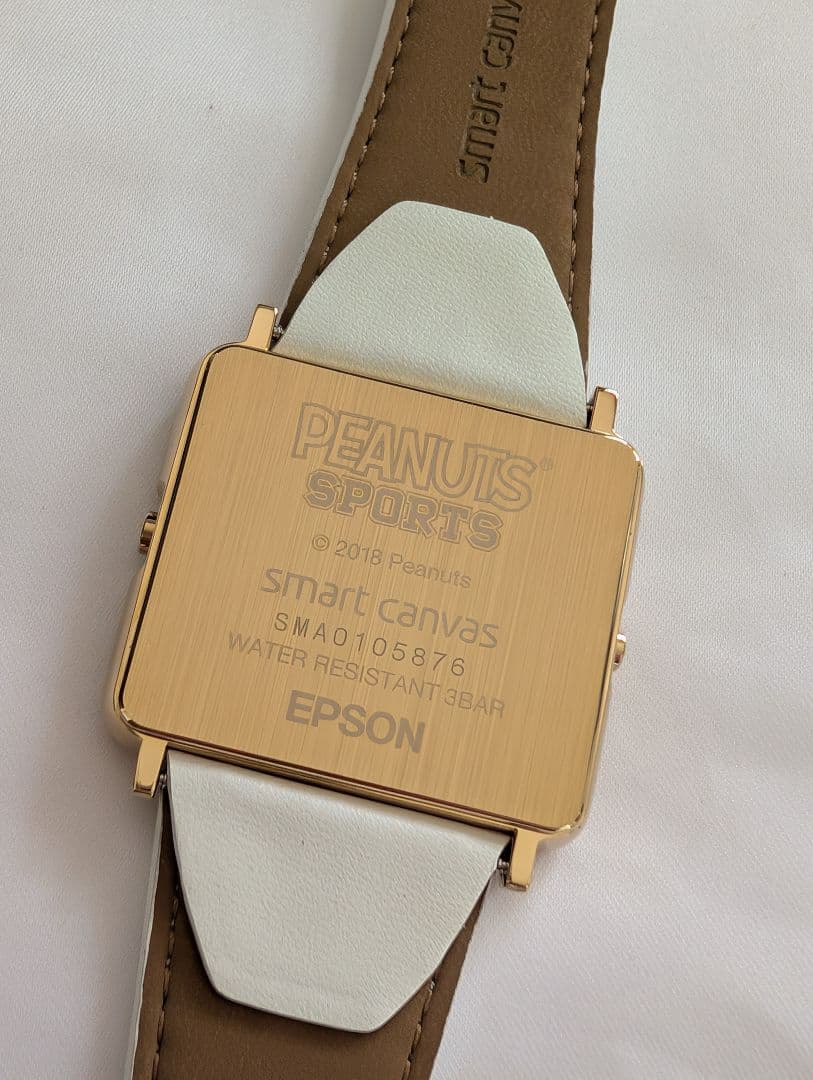 smart canv
PEANUTS®
SPORTS
© 2018 Peanuts
smart canvas
SMA0105876
WATER RESISTANT 3BAR
EPSON